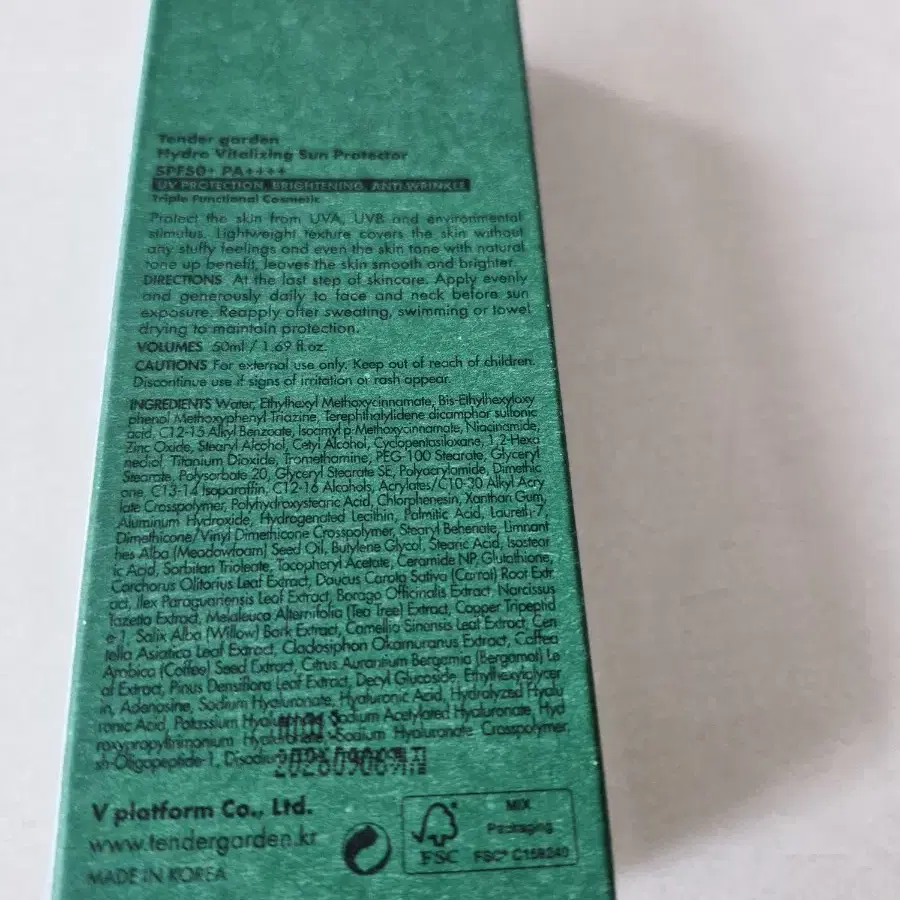 Tender garden
Hydro Vitalizing Sun Protector
SPF50+ PA++++
UV PROTECTION, BRIGHTENING, ANTI-WRINKLE
Triple Functional Cosmetic
Protect the skin from UVA, UVB and environmental
stimulus. Lightweight texture covers the skin without
any stuffy feelings and even the skin tone with natural
tone up benefit, leaves the skin smooth and brighter.
DIRECTIONS At the last step of skincare. Apply evenly
and generously daily to face and neck before sun
exposure. Reapply after sweating, swimming or towel
drying to maintain protection.
VOLUMES 50ml / 1.69 fl.oz.
CAUTIONS For external use only. Keep out of reach of children.
Discontinue use if signs of irritation or rash appear.
INGREDIENTS Water, Ethylhexyl Methoxycinnamate, Bis-Ethylhexyloxy
phenol Methoxyphenyl Triazine, Terephthalylidene dicamphor sulfonic
acid, C12-15 Alkyl Benzoate, Isoamyl p-Methoxycinnamate, Niacinamide,
Zinc Oxide, Stearyl Alcohol, Cetyl Alcohol, Cyclopentasiloxane, 1,2-Hexa
nediol, Titanium Dioxide, Tromethamine, PEG-100 Stearate, Glyceryl
Stearate, Polysorbate 20, Glyceryl Stearate SE, Polyacrylamide, Dimethic
one, C13-14 Isoparaffin, C12-16 Alcohols, Acrylates/C10-30 Alkyl Acry
late Crosspolymer, Polyhydroxystearic Acid, Chlorphenesin, Xanthan Gum,
Aluminum Hydroxide, Hydrogenated Lecithin, Palmitic Acid, Laureth-7,
Dimethicone/Vinyl Dimethicone Crosspolymer, Stearyl Behenate, Limnant
hes Alba (Meadowfoam) Seed Oil, Butylene Glycol, Stearic Acid, Isostear
ic Acid, Sorbitan Trioleate, Tocopheryl Acetate, Ceramide NP, Glutathione,
Corchorus Olitorius Leaf Extract, Daucus Carota Sativa (Carrot) Root Extr
act, Ilex Paraguariensis Leaf Extract, Borago Officinalis Extract, Narcissus
Tazetta Extract, Melaleuca Alternifolia (Tea Tree) Extract, Copper Tripeptid
e-1, Salix Alba (Willow) Bark Extract, Camellia Sinensis Leaf Extract, Cen
tella Asiatica Leaf Extract, Cladosiphon Okamuranus Extract, Coffea
Arabica (Coffee) Seed Extract, Citrus Aurantium Bergamia (Bergamot) Le
af Extract, Pinus Densiflora Leaf Extract, Decyl Glucoside, Ethylhexylglycer
in, Adenosine, Sodium Hyaluronate, Hyaluronic Acid, Hydrolyzed Hyalu
ronic Acid, Potassium Sodium Acetylated Hyaluronate, Hyd
roxypropyltrimonium Sodium Hyaluronate Crosspolymer,
sh-Oligopeptide-1,
20260906까지
V platform Co., Ltd.
www.tendergarden.kr
MADE IN KOREA
FSC
MIX
Packaging
FSC® C158240